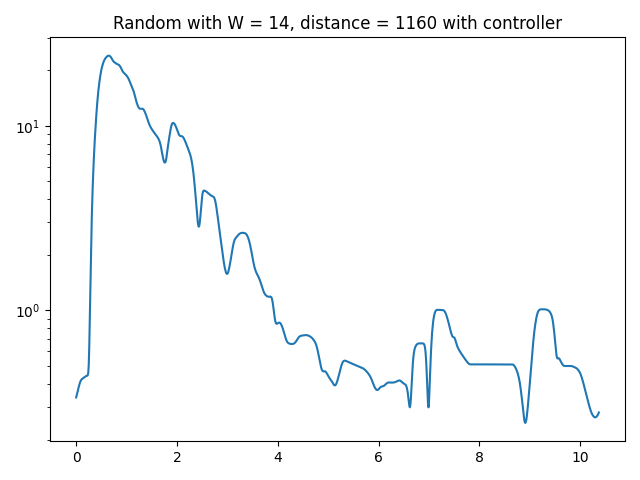 Random with W = 14, distance = 1160 with controller
10¹
10⁰
0 2 4 6 8 10